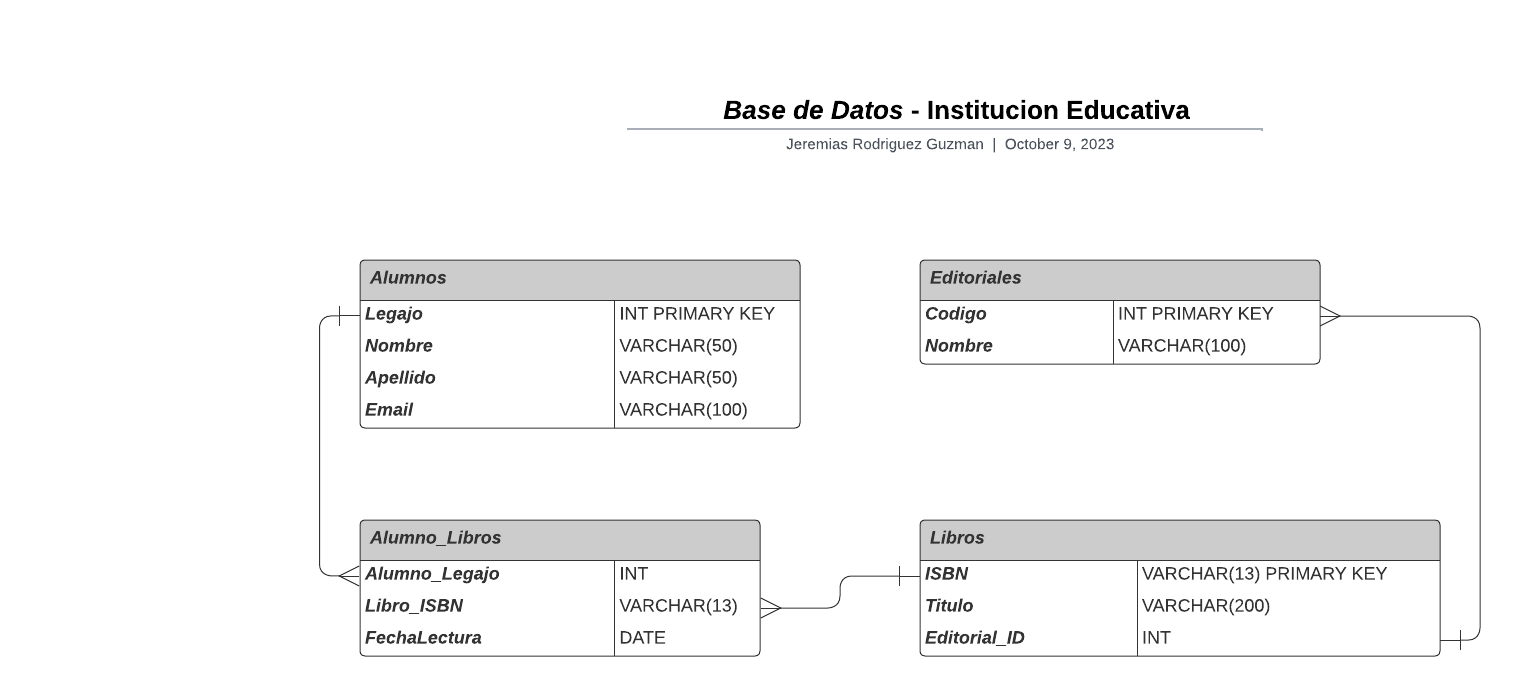 Base de Datos - Institucion Educativa
Jeremias Rodriguez Guzman | October 9, 2023
Alumnos
Legajo INT PRIMARY KEY
Nombre VARCHAR(50)
Apellido VARCHAR(50)
Email VARCHAR(100)
Editoriales
Codigo INT PRIMARY KEY
Nombre VARCHAR(100)
Alumno_Libros
Alumno_Legajo INT
Libro_ISBN VARCHAR(13)
FechaLectura DATE
Libros
ISBN VARCHAR(13) PRIMARY KEY
Titulo VARCHAR(200)
Editorial_ID INT